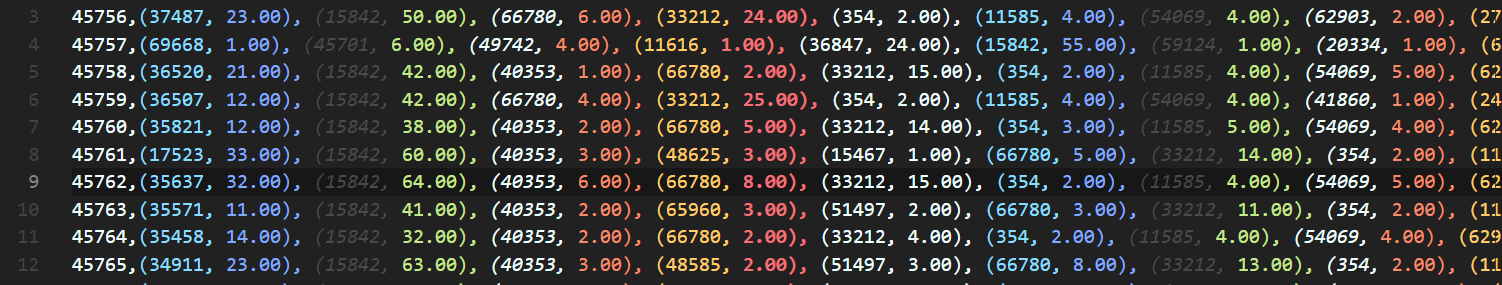 3 45756,(37487, 23.00), (15842, 50.00), (66780, 6.00), (33212, 24.00), (354, 2.00), (11585, 4.00), (54069, 4.00), (62903, 2.00), (27
4 45757,(69668, 1.00), (45701, 6.00), (49742, 4.00), (11616, 1.00), (36847, 24.00), (15842, 55.00), (59124, 1.00), (20334, 1.00), (6
5 45758,(36520, 21.00), (15842, 42.00), (40353, 1.00), (66780, 2.00), (33212, 15.00), (354, 2.00), (11585, 4.00), (54069, 5.00), (62
6 45759,(36507, 12.00), (15842, 42.00), (66780, 4.00), (33212, 25.00), (354, 2.00), (11585, 4.00), (54069, 4.00), (41860, 1.00), (24
7 45760,(35821, 12.00), (15842, 38.00), (40353, 2.00), (66780, 5.00), (33212, 14.00), (354, 3.00), (11585, 5.00), (54069, 4.00), (62
8 45761,(17523, 33.00), (15842, 60.00), (40353, 3.00), (48625, 3.00), (15467, 1.00), (66780, 5.00), (33212, 14.00), (354, 2.00), (11
9 45762,(35637, 32.00), (15842, 64.00), (40353, 6.00), (66780, 8.00), (33212, 15.00), (354, 2.00), (11585, 4.00), (54069, 5.00), (62
10 45763,(35571, 11.00), (15842, 41.00), (40353, 2.00), (65960, 3.00), (51497, 2.00), (66780, 3.00), (33212, 11.00), (354, 2.00), (11
11 45764,(35458, 14.00), (15842, 32.00), (40353, 2.00), (66780, 2.00), (33212, 4.00), (354, 2.00), (11585, 4.00), (54069, 4.00), (629
12 45765,(34911, 23.00), (15842, 63.00), (40353, 3.00), (48585, 2.00), (51497, 3.00), (66780, 8.00), (33212, 13.00), (354, 2.00), (11